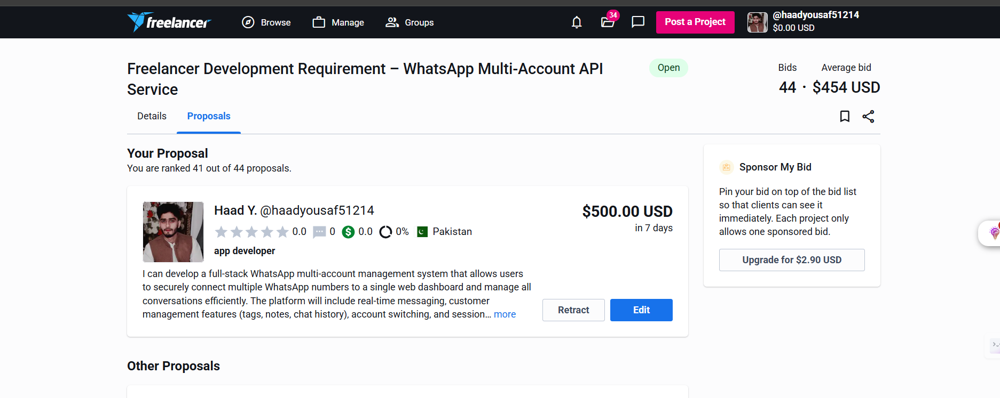 freelancer
Browse
Manage
Groups
34
Post a Project
@haadyousaf51214
$0.00 USD
Freelancer Development Requirement – WhatsApp Multi-Account API
Service
Open
Bids
Average bid
44 · $454 USD
Details
Proposals
Your Proposal
You are ranked 41 out of 44 proposals.
Haad Y. @haadyousaf51214
0.0
0
0.0
0%
Pakistan
app developer
$500.00 USD
in 7 days
I can develop a full-stack WhatsApp multi-account management system that allows users
to securely connect multiple WhatsApp numbers to a single web dashboard and manage all
conversations efficiently. The platform will include real-time messaging, customer
management features (tags, notes, chat history), account switching, and session... more
Retract
Edit
Sponsor My Bid
Pin your bid on top of the bid list
so that clients can see it
immediately. Each project only
allows one sponsored bid.
Upgrade for $2.90 USD
Other Proposals